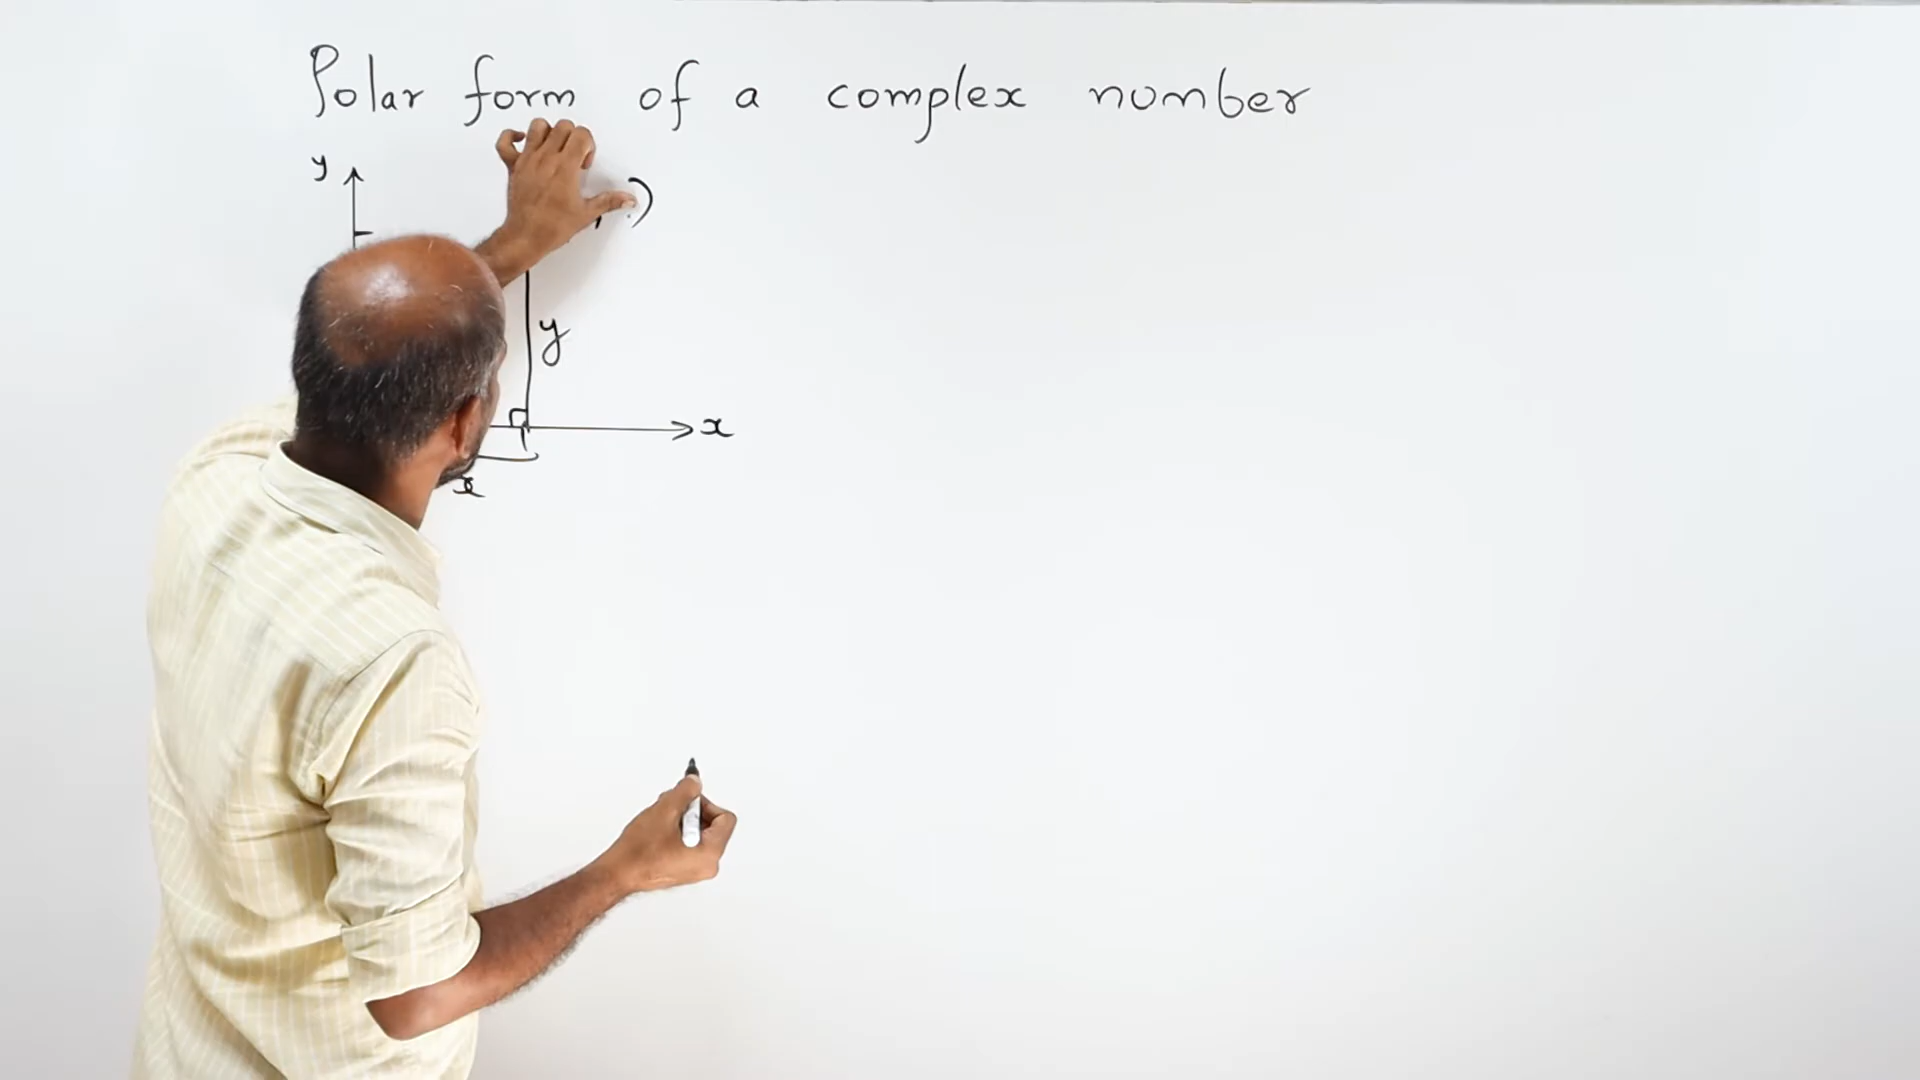 Polar form of a complex number
y
)
y
x
x